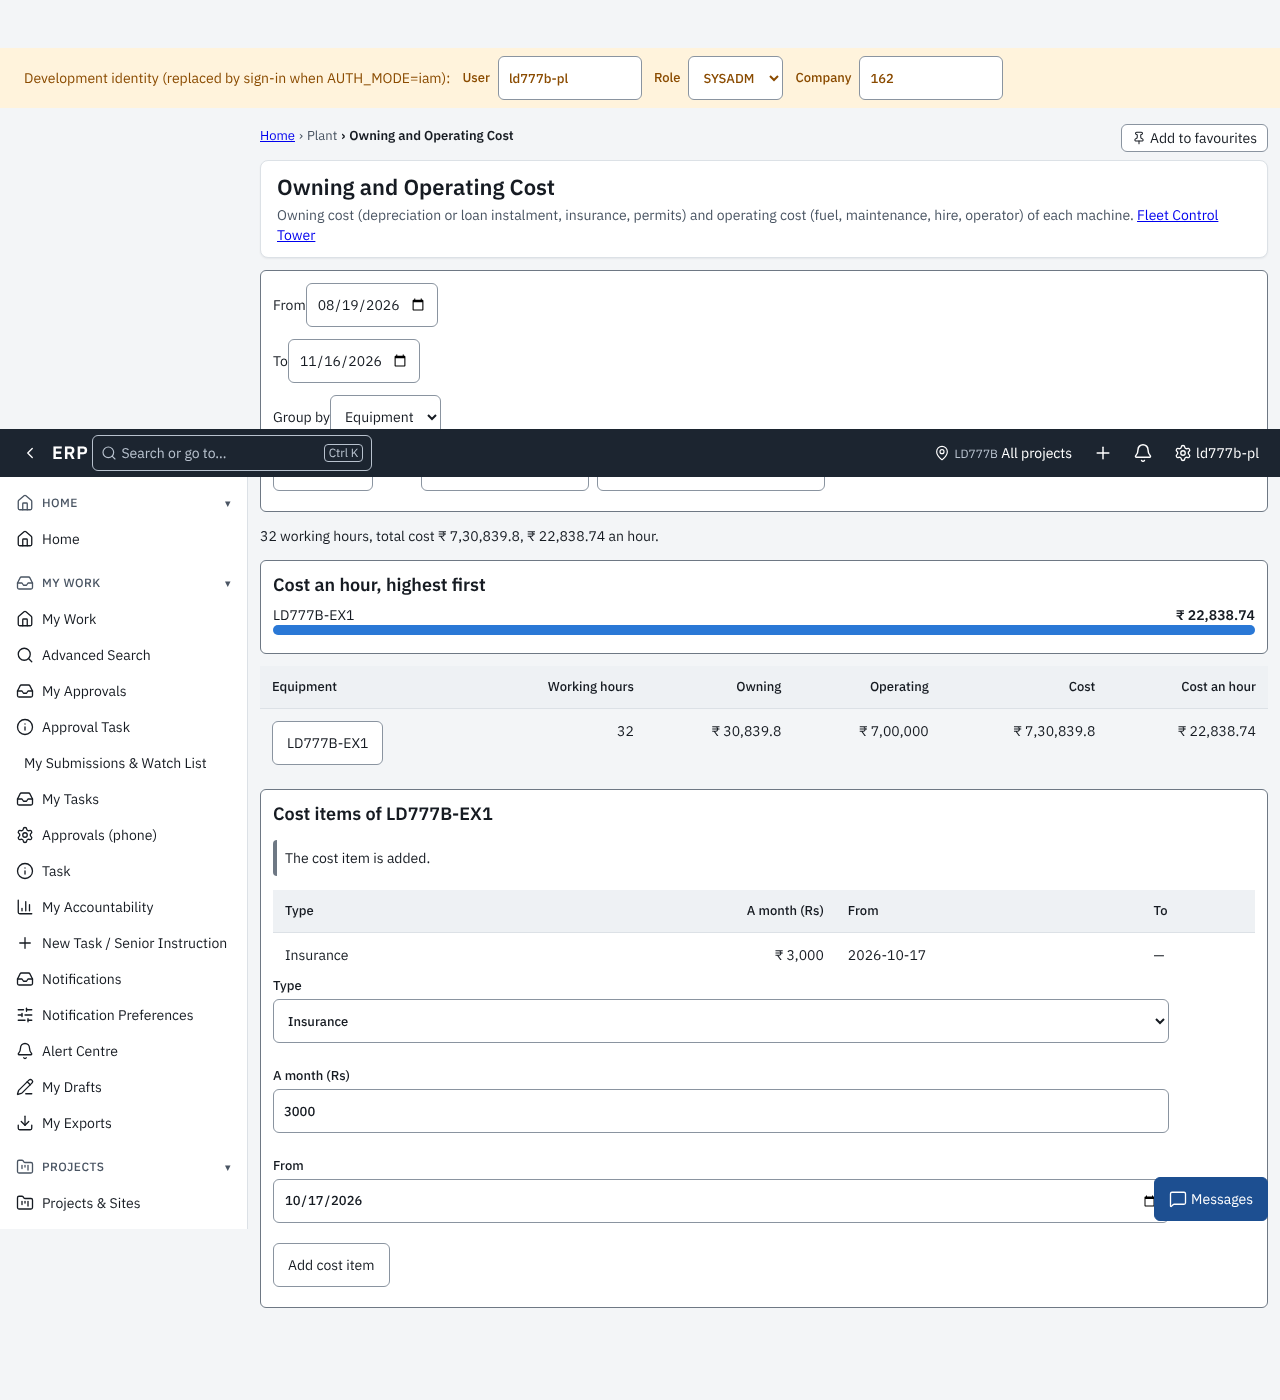 Development identity (replaced by sign-in when AUTH_MODE=iam): User ld777b-pl Role SYSADM Company 162
Home › Plant › Owning and Operating Cost
Add to favourites
Owning and Operating Cost
Owning cost (depreciation or loan instalment, insurance, permits) and operating cost (fuel, maintenance, hire, operator) of each machine. Fleet Control
Tower
From 08/19/2026
To 11/16/2026
Group by Equipment
ERP Search or go to... Ctrl K LD777B All projects ld777b-pl
HOME
Home
MY WORK
My Work
Advanced Search
My Approvals
Approval Task
My Submissions & Watch List
My Tasks
Approvals (phone)
Task
My Accountability
New Task / Senior Instruction
Notifications
Notification Preferences
Alert Centre
My Drafts
My Exports
PROJECTS
Projects & Sites
32 working hours, total cost ₹ 7,30,839.8, ₹ 22,838.74 an hour.
Cost an hour, highest first
LD777B-EX1 ₹ 22,838.74
Equipment Working hours Owning Operating Cost Cost an hour
LD777B-EX1 32 ₹ 30,839.8 ₹ 7,00,000 ₹ 7,30,839.8 ₹ 22,838.74
Cost items of LD777B-EX1
The cost item is added.
Type A month (Rs) From To
Insurance ₹ 3,000 2026-10-17 —
Type
Insurance
A month (Rs)
3000
From
10/17/2026
Messages
Add cost item